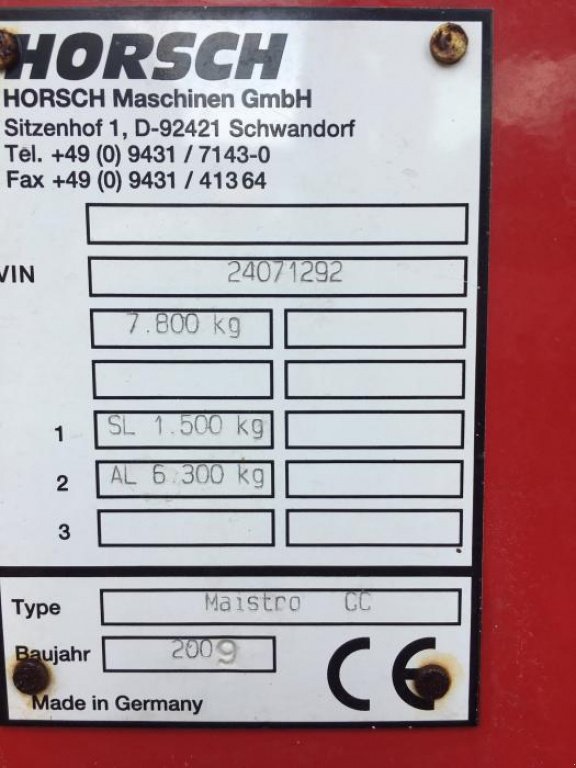 HORSCH
HORSCH Maschinen GmbH
Sitzenhof 1, D-92421 Schwandorf
Tel. +49 (0) 9431 / 7143-0
Fax +49 (0) 9431 / 41364
VIN 24071292
7.800 kg
1 SL 1.500 kg
2 AL 6.300 kg
3
Type Maistro CC
Baujahr 2009
CE
Made in Germany